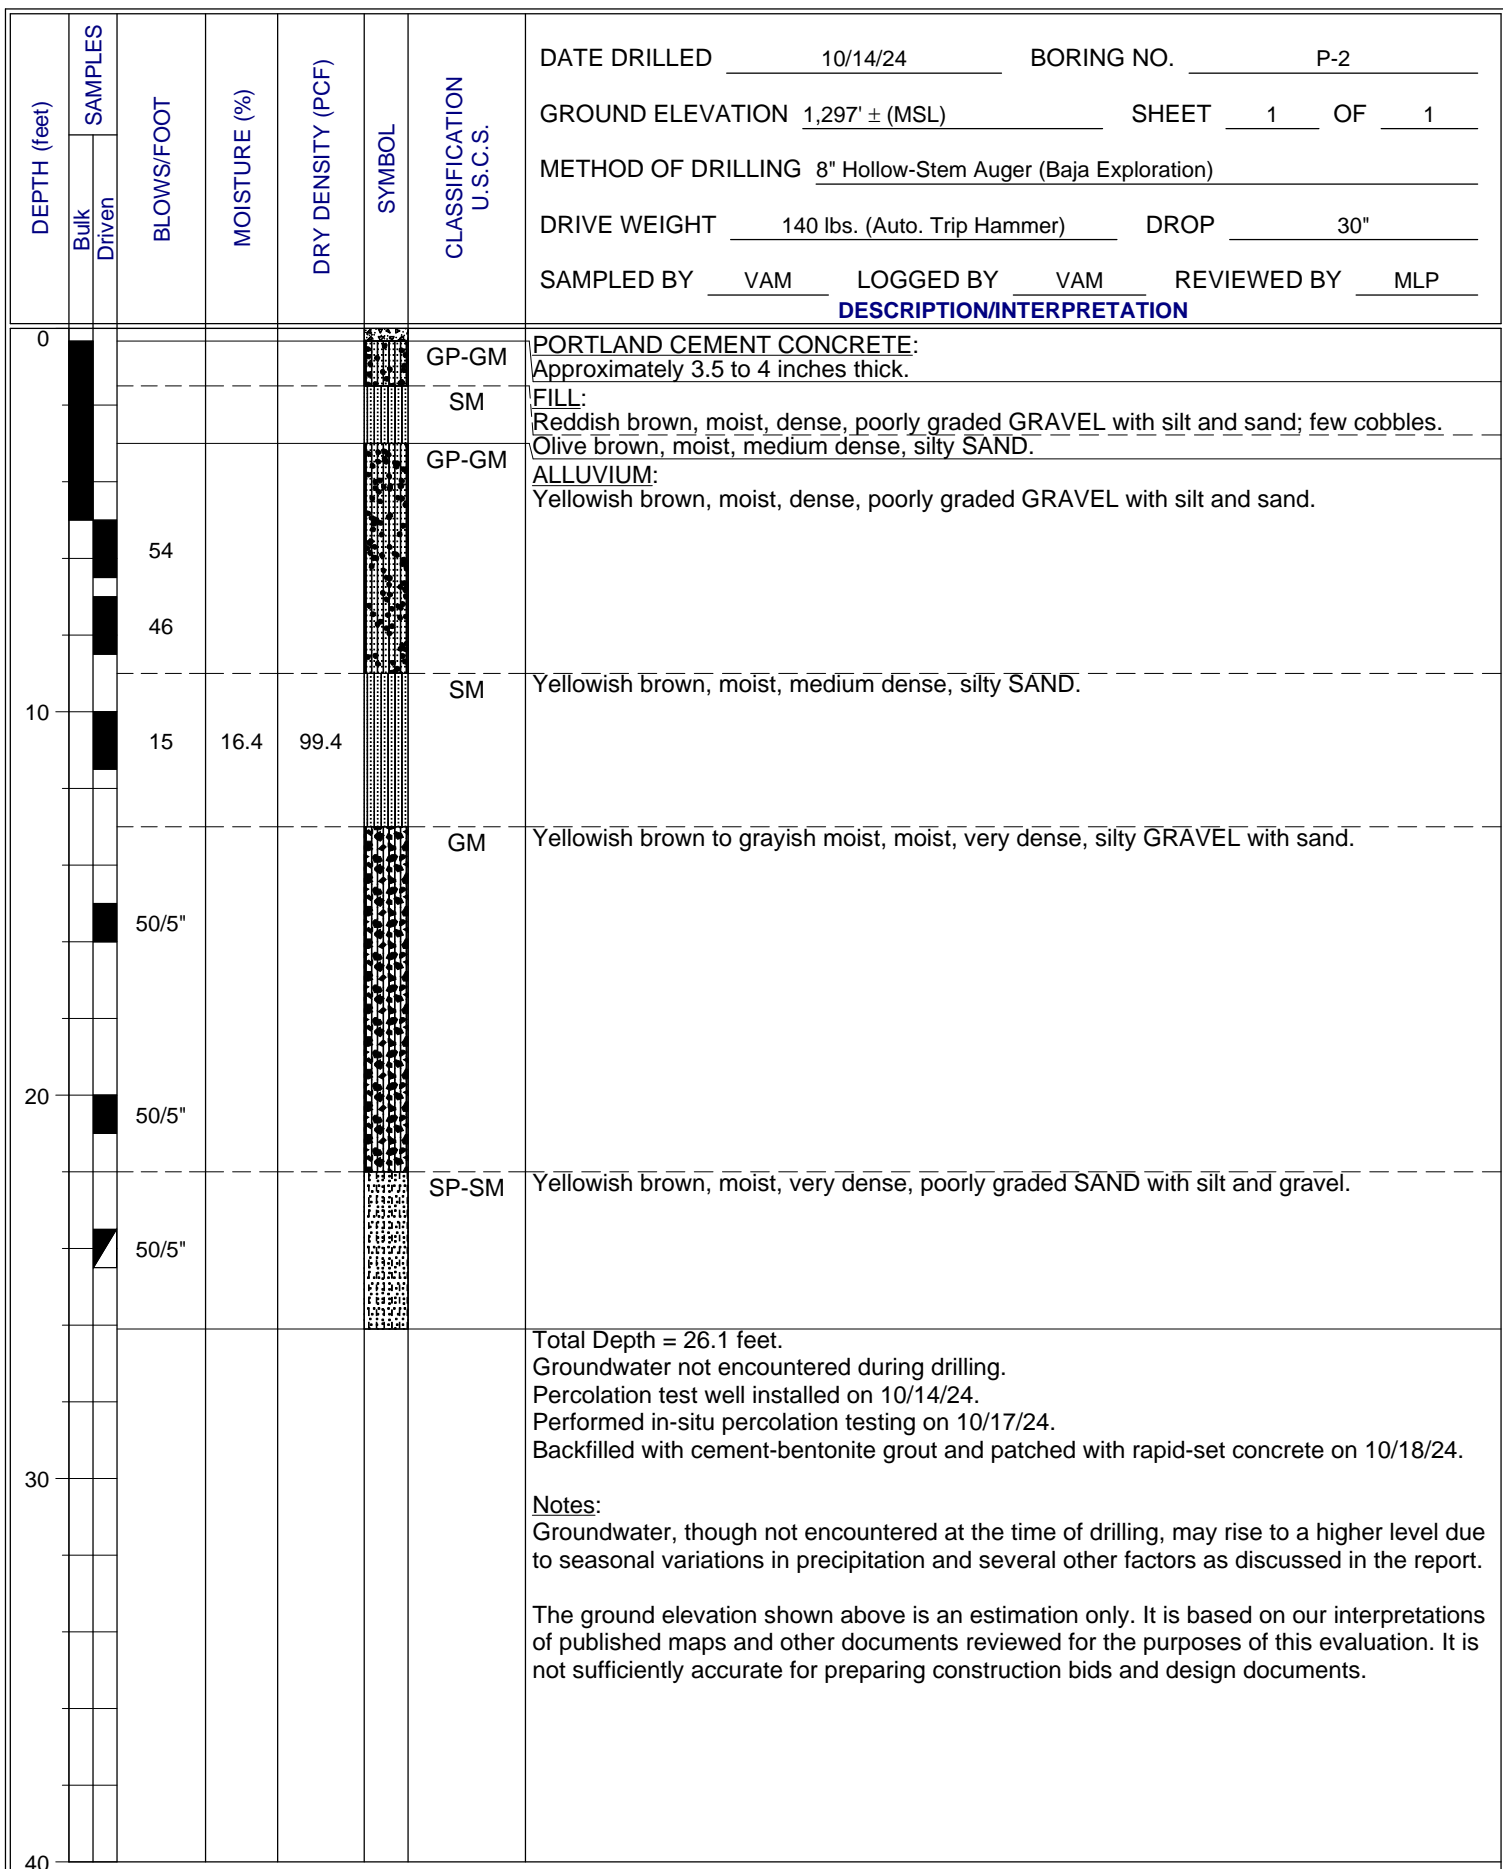 DEPTH (feet)
SAMPLES
Bulk
Driven
BLOWS/FOOT
MOISTURE (%)
DRY DENSITY (PCF)
SYMBOL
CLASSIFICATION
U.S.C.S.
DATE DRILLED 10/14/24 BORING NO. P-2
GROUND ELEVATION 1,297' ± (MSL) SHEET 1 OF 1
METHOD OF DRILLING 8" Hollow-Stem Auger (Baja Exploration)
DRIVE WEIGHT 140 lbs. (Auto. Trip Hammer) DROP 30"
SAMPLED BY VAM LOGGED BY VAM REVIEWED BY MLP
DESCRIPTION/INTERPRETATION
0
GP-GM PORTLAND CEMENT CONCRETE:
Approximately 3.5 to 4 inches thick.
SM FILL:
Reddish brown, moist, dense, poorly graded GRAVEL with silt and sand; few cobbles.
Olive brown, moist, medium dense, silty SAND.
GP-GM ALLUVIUM:
Yellowish brown, moist, dense, poorly graded GRAVEL with silt and sand.
54
46
SM Yellowish brown, moist, medium dense, silty SAND.
10
15 16.4 99.4
GM Yellowish brown to grayish moist, moist, very dense, silty GRAVEL with sand.
50/5"
20
50/5"
SP-SM Yellowish brown, moist, very dense, poorly graded SAND with silt and gravel.
50/5"
Total Depth = 26.1 feet.
Groundwater not encountered during drilling.
Percolation test well installed on 10/14/24.
Performed in-situ percolation testing on 10/17/24.
Backfilled with cement-bentonite grout and patched with rapid-set concrete on 10/18/24.
30
Notes:
Groundwater, though not encountered at the time of drilling, may rise to a higher level due
to seasonal variations in precipitation and several other factors as discussed in the report.
The ground elevation shown above is an estimation only. It is based on our interpretations
of published maps and other documents reviewed for the purposes of this evaluation. It is
not sufficiently accurate for preparing construction bids and design documents.
40